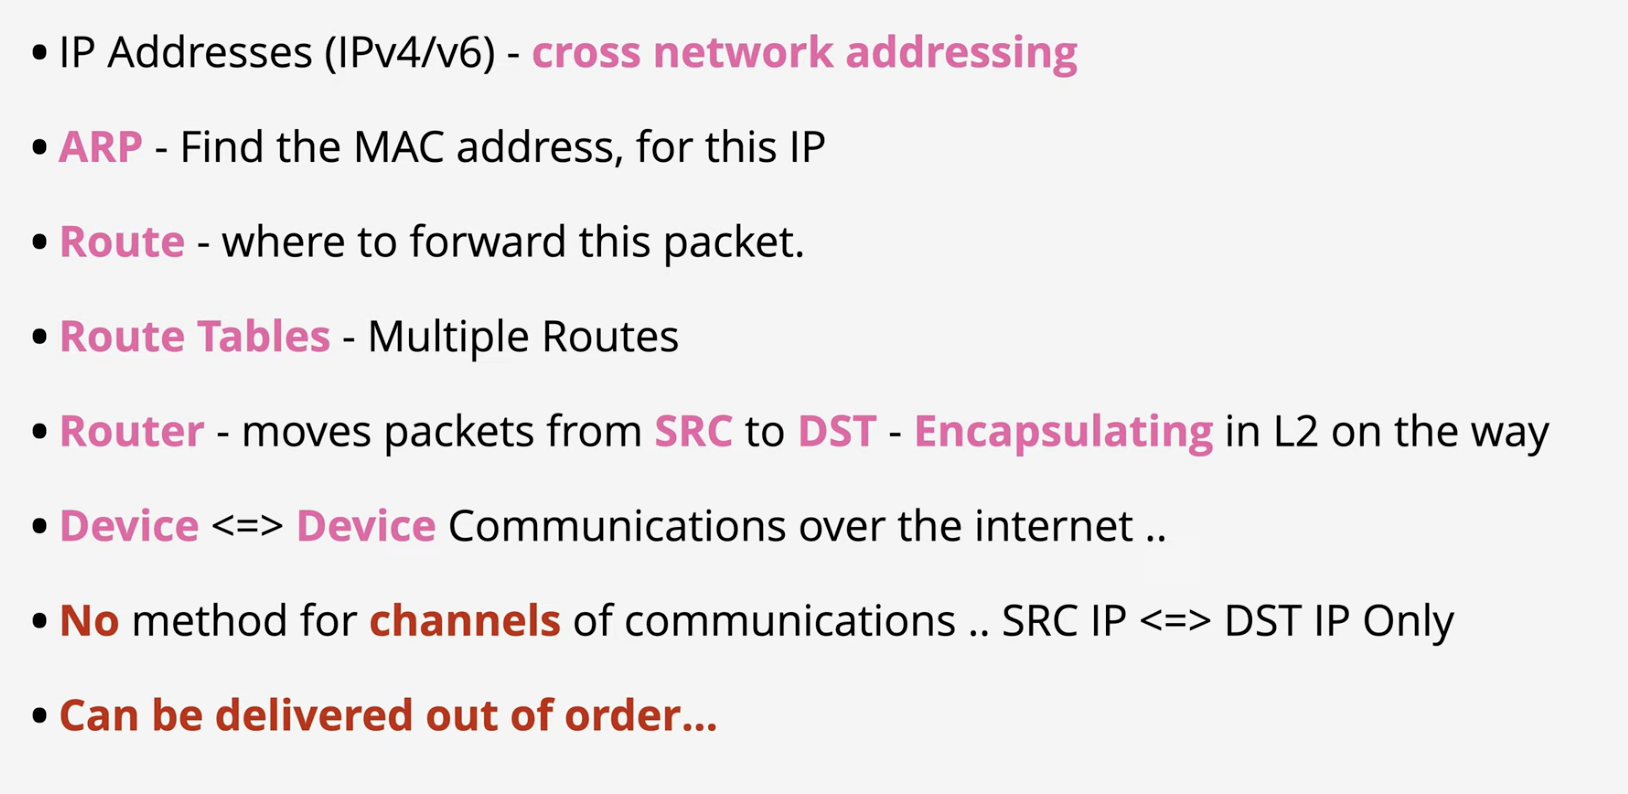 • IP Addresses (IPv4/v6) - cross network addressing
• ARP - Find the MAC address, for this IP
• Route - where to forward this packet.
• Route Tables - Multiple Routes
• Router - moves packets from SRC to DST - Encapsulating in L2 on the way
• Device <=> Device Communications over the internet ..
• No method for channels of communications .. SRC IP <=> DST IP Only
• Can be delivered out of order...